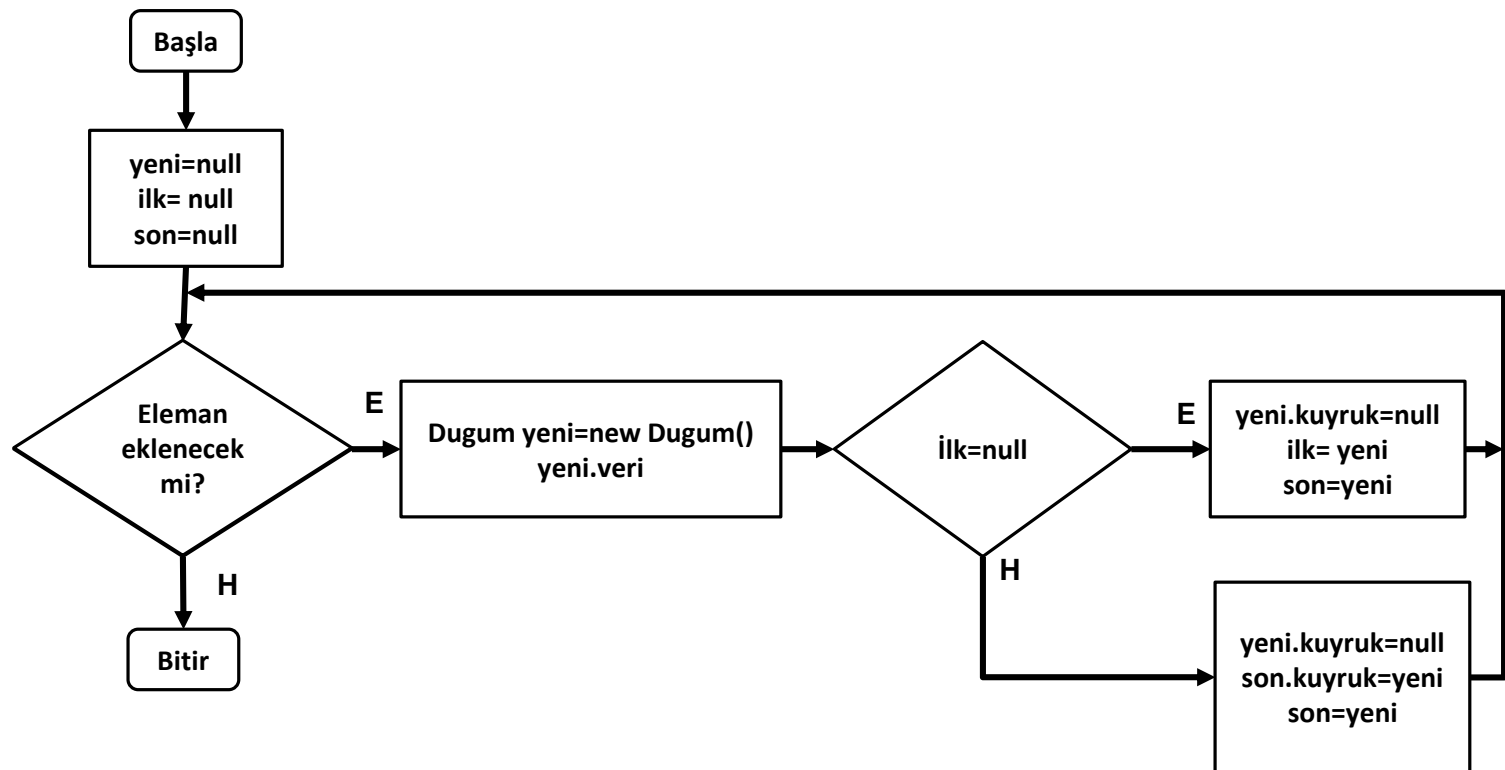 Başla
yeni=null
ilk= null
son=null
Eleman
eklenecek
mi?
E
H
Bitir
Dugum yeni=new Dugum()
yeni.veri
İlk=null
E
H
yeni.kuyruk=null
ilk= yeni
son=yeni
yeni.kuyruk=null
son.kuyruk=yeni
son=yeni